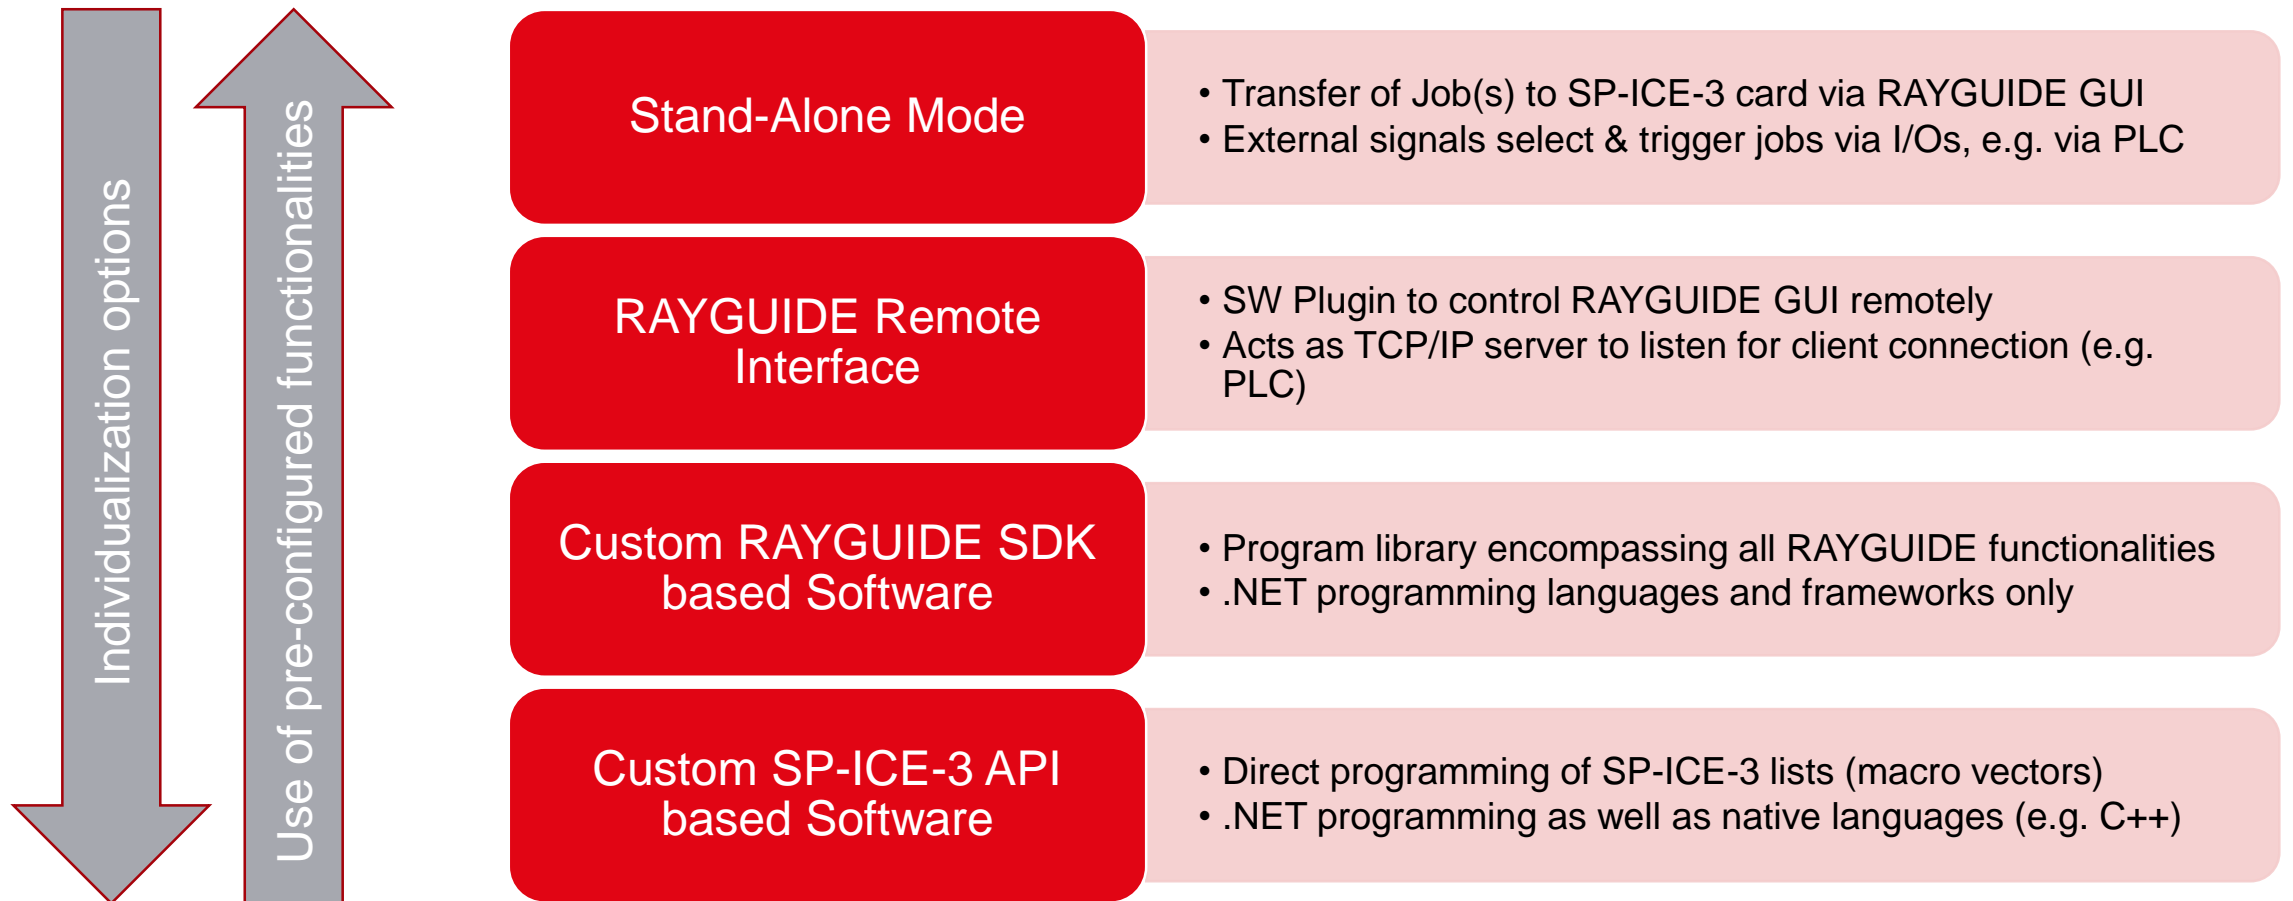 Individualization options
Use of pre-configured functionalities
Stand-Alone Mode
• Transfer of Job(s) to SP-ICE-3 card via RAYGUIDE GUI
• External signals select & trigger jobs via I/Os, e.g. via PLC
RAYGUIDE Remote
Interface
• SW Plugin to control RAYGUIDE GUI remotely
• Acts as TCP/IP server to listen for client connection (e.g.
PLC)
Custom RAYGUIDE SDK
based Software
• Program library encompassing all RAYGUIDE functionalities
• .NET programming languages and frameworks only
Custom SP-ICE-3 API
based Software
• Direct programming of SP-ICE-3 lists (macro vectors)
• .NET programming as well as native languages (e.g. C++)